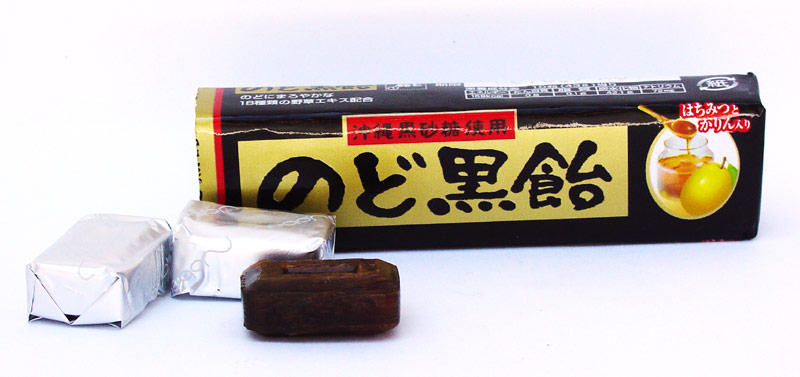 のどにまろやかな
18種類の野草エキス配合
紙
はちみつと
かりん入り
沖縄黒砂糖使用
のど黒飴